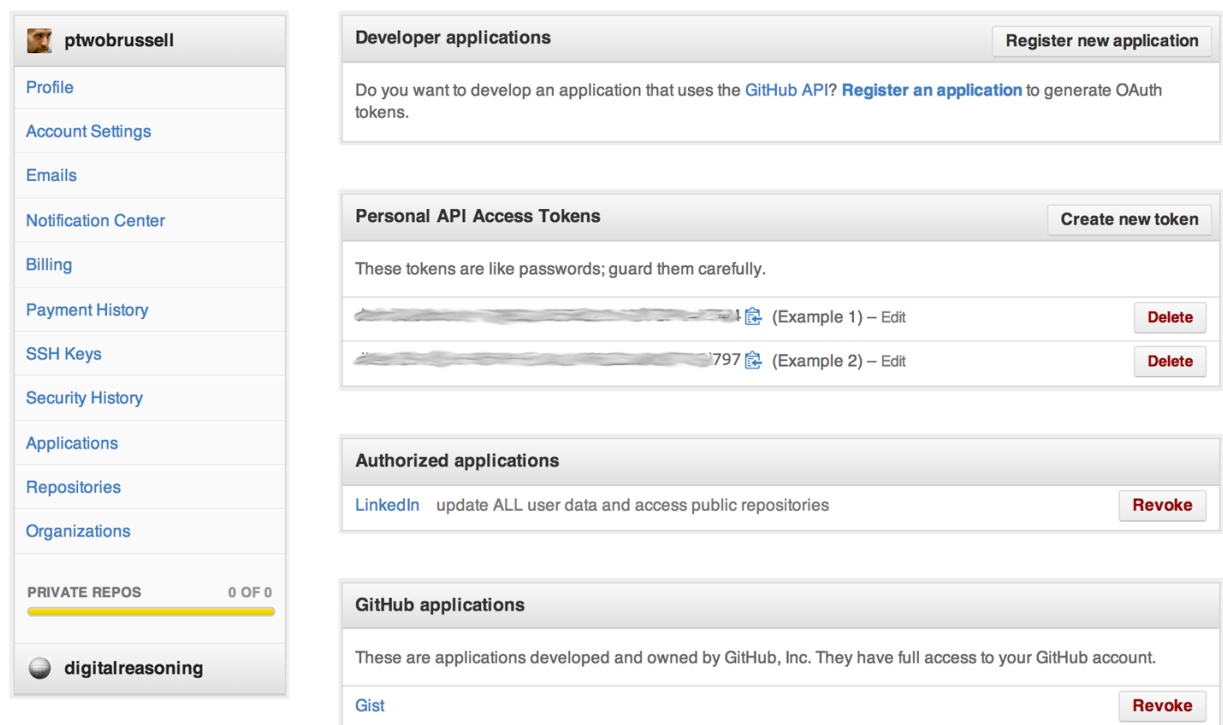 ptwobrussell
Profile
Account Settings
Emails
Notification Center
Billing
Payment History
SSH Keys
Security History
Applications
Repositories
Organizations
PRIVATE REPOS 0 OF 0
digitalreasoning
Developer applications
Register new application
Do you want to develop an application that uses the GitHub API? Register an application to generate OAuth
tokens.
Personal API Access Tokens
Create new token
These tokens are like passwords; guard them carefully.
(Example 1) – Edit Delete
797 (Example 2) – Edit Delete
Authorized applications
LinkedIn update ALL user data and access public repositories Revoke
GitHub applications
These are applications developed and owned by GitHub, Inc. They have full access to your GitHub account.
Gist Revoke